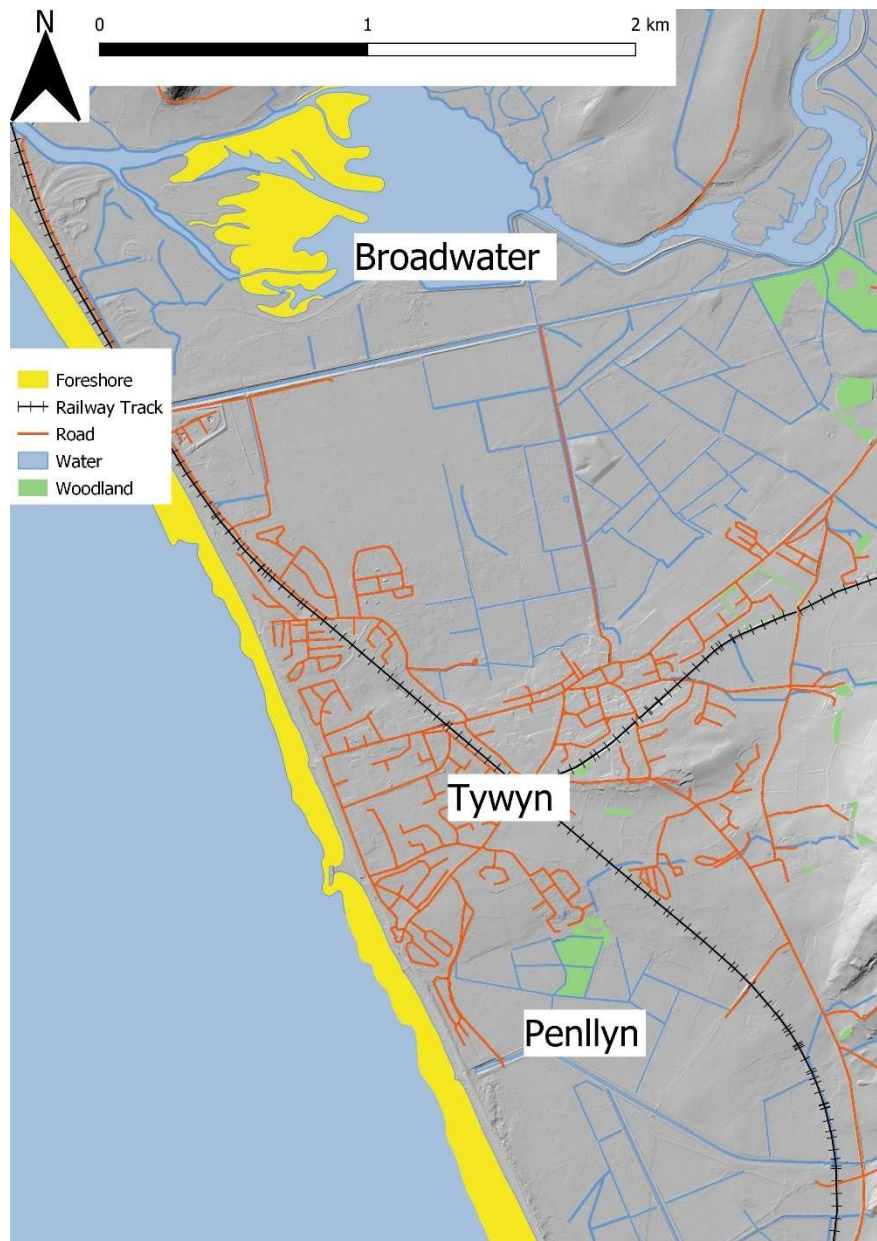 N
0 1 2 km
Broadwater
Foreshore
Railway Track
Road
Water
Woodland
Tywyn
Penllyn